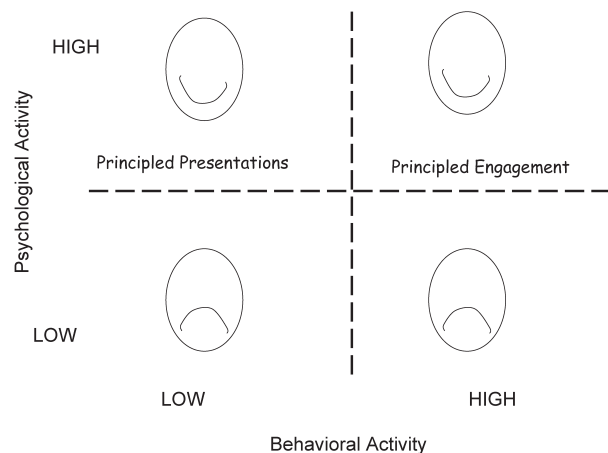 HIGH
Psychological Activity
Principled Presentations
Principled Engagement
LOW
LOW
HIGH
Behavioral Activity